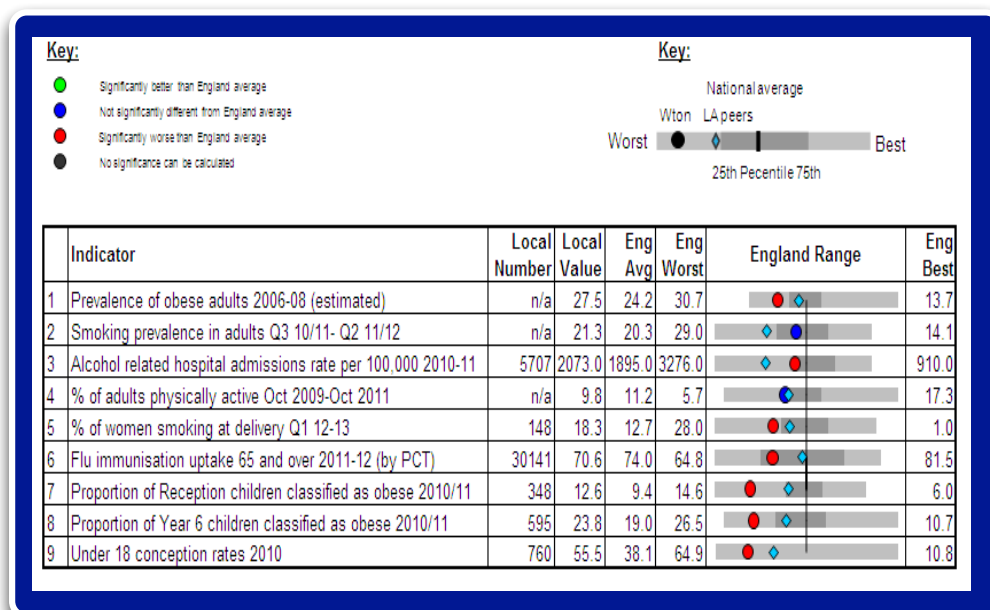 Key:
Significantly better than England average
Not significantly different from England average
Significantly worse than England average
No significance can be calculated
Key:
National average
Wton LA peers
Worst Best
25th Pecentile 75th
Indicator Local Number Local Value Eng Avg Eng Worst England Range Eng Best
1 Prevalence of obese adults 2006-08 (estimated) n/a 27.5 24.2 30.7 13.7
2 Smoking prevalence in adults Q3 10/11- Q2 11/12 n/a 21.3 20.3 29.0 14.1
3 Alcohol related hospital admissions rate per 100,000 2010-11 5707 2073.0 1895.0 3276.0 910.0
4 % of adults physically active Oct 2009-Oct 2011 n/a 9.8 11.2 5.7 17.3
5 % of women smoking at delivery Q1 12-13 148 18.3 12.7 28.0 1.0
6 Flu immunisation uptake 65 and over 2011-12 (by PCT) 30141 70.6 74.0 64.8 81.5
7 Proportion of Reception children classified as obese 2010/11 348 12.6 9.4 14.6 6.0
8 Proportion of Year 6 children classified as obese 2010/11 595 23.8 19.0 26.5 10.7
9 Under 18 conception rates 2010 760 55.5 38.1 64.9 10.8